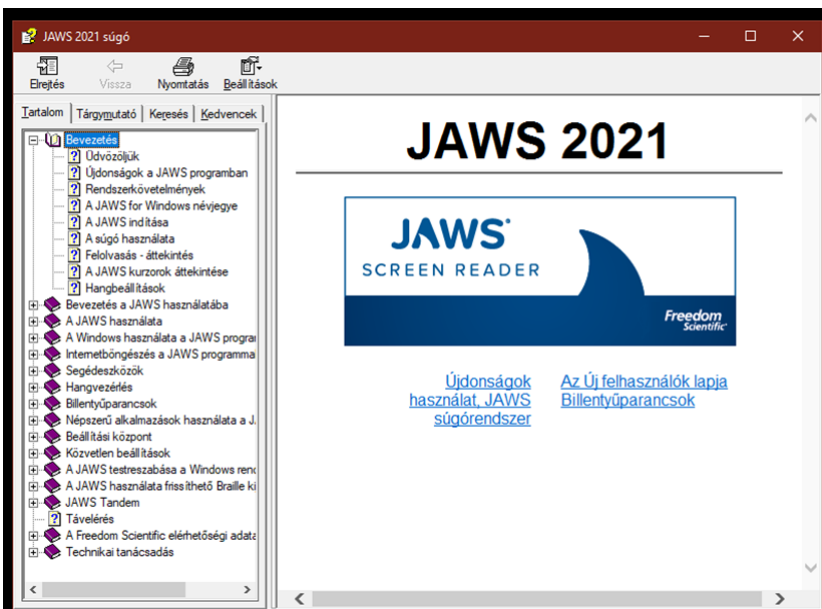 JAWS 2021 súgó
Elrejtés Vissza Nyomtatás Beállítások
Tartalom Tárgymutató Keresés Kedvencek
Bevezetés
Üdvözöljük
Újdonságok a JAWS programban
Rendszerkövetelmények
A JAWS for Windows névjegye
A JAWS indítása
A súgó használata
Felolvasás - áttekintés
A JAWS kurzorok áttekintése
Hangbeállítások
Bevezetés a JAWS használatába
A JAWS használata
A Windows használata a JAWS progra
Internetböngészés a JAWS programma
Segédeszközök
Hangvezérlés
Billentyűparancsok
Népszerű alkalmazások használata a J
Beállítási központ
Közvetlen beállítások
A JAWS testreszabása a Windows
A JAWS használata frissíthető Braille ki
JAWS Tandem
Távelérés
A Freedom Scientific elérhetőségi adata
Technikai tanácsadás
JAWS 2021
JAWS
SCREEN READER
Freedom
Scientific
Újdonságok
használat, JAWS
súgórendszer
Az Új felhasználók lapja
Billentyűparancsok